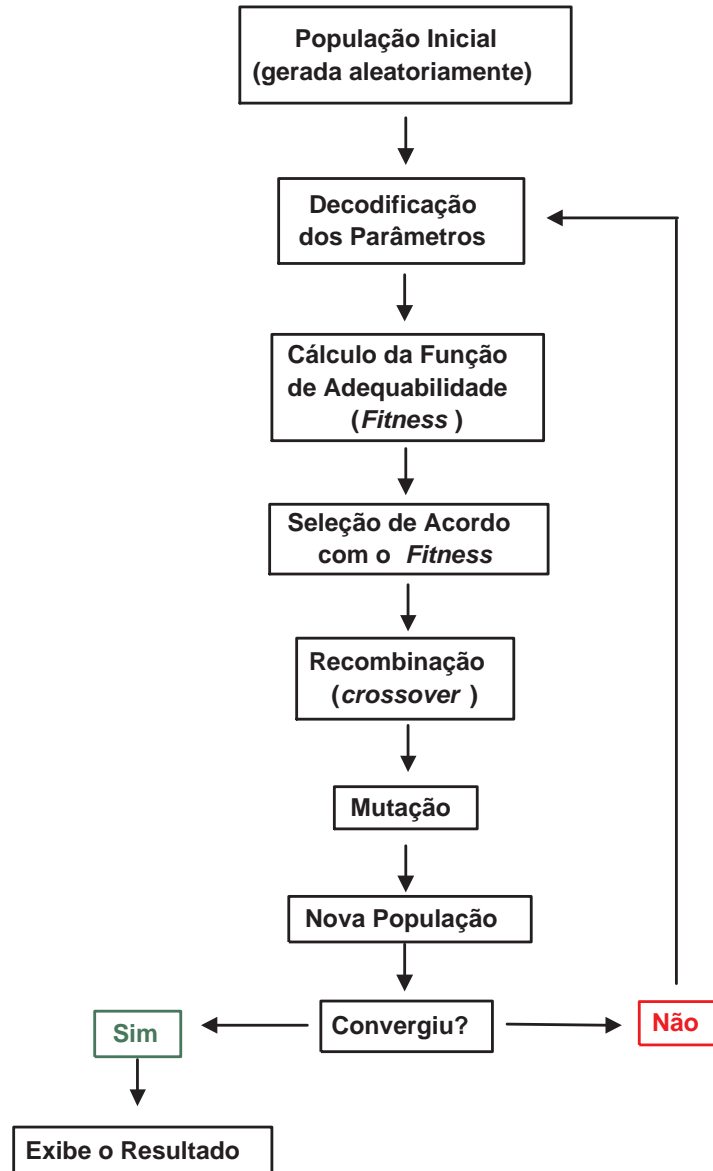 População Inicial
(gerada aleatoriamente)
Decodificação
dos Parâmetros
Cálculo da Função
de Adequabilidade
(Fitness )
Seleção de Acordo
com o Fitness
Recombinação
(crossover )
Mutação
Nova População
Convergiu?
Sim
Não
Exibe o Resultado